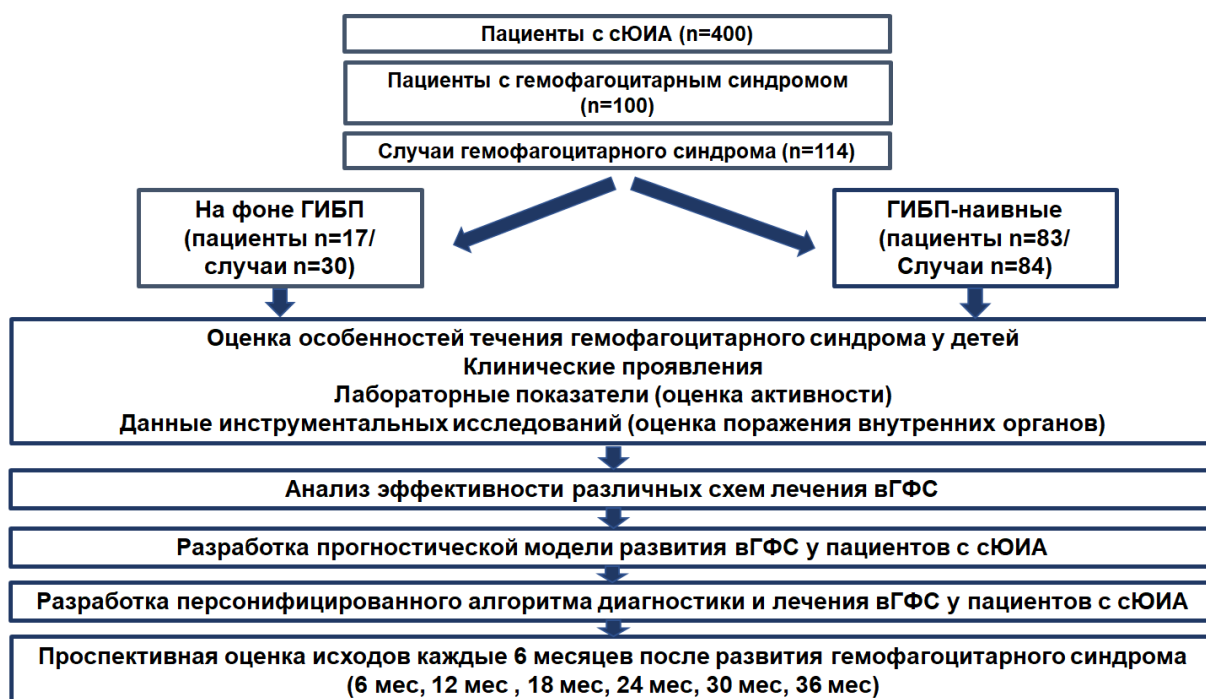 Пациенты с сЮИА (n=400)
Пациенты с гемофагоцитарным синдромом
(n=100)
Случаи гемофагоцитарного синдрома (n=114)
На фоне ГИБП
(пациенты n=17/
случаи n=30)
ГИБП-наивные
(пациенты n=83/
Случаи n=84)
Оценка особенностей течения гемофагоцитарного синдрома у детей
Клинические проявления
Лабораторные показатели (оценка активности)
Данные инструментальных исследований (оценка поражения внутренних органов)
Анализ эффективности различных схем лечения вГФС
Разработка прогностической модели развития вГФС у пациентов с сЮИА
Разработка персонифицированного алгоритма диагностики и лечения вГФС у пациентов с сЮИА
Проспективная оценка исходов каждые 6 месяцев после развития гемофагоцитарного синдрома
(6 мес, 12 мес , 18 мес, 24 мес, 30 мес, 36 мес)